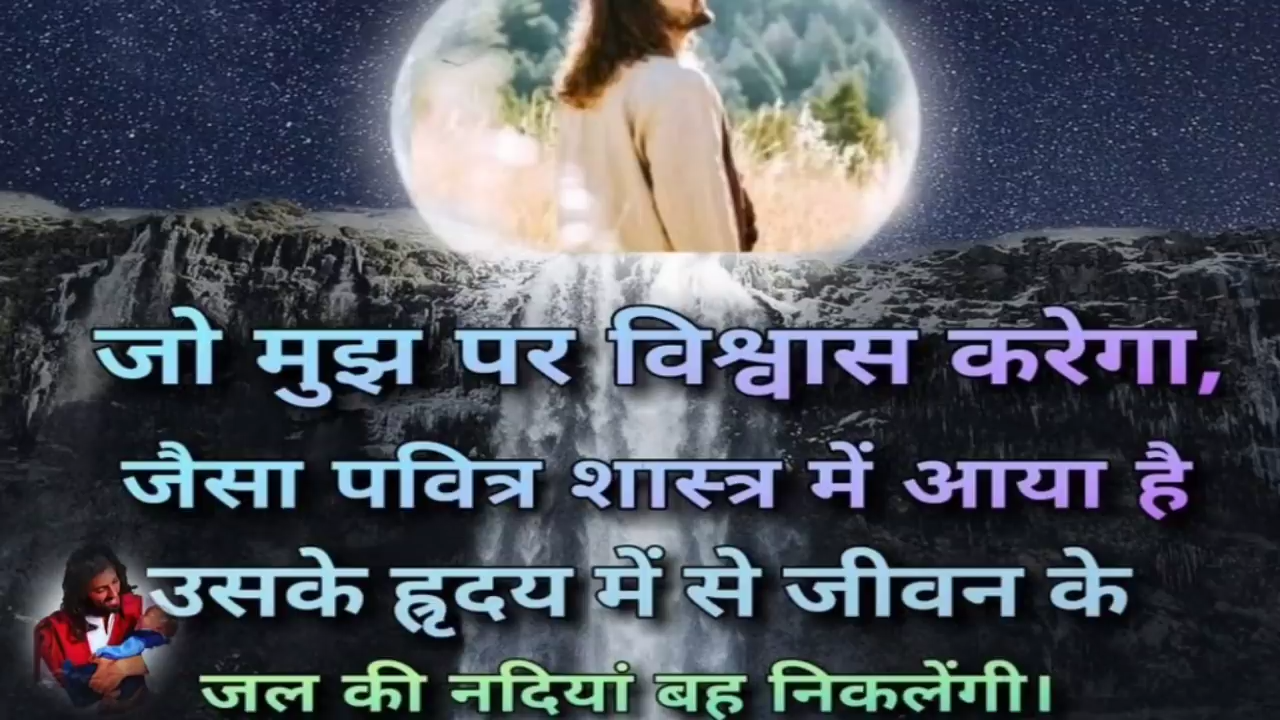 जो मुझ पर विश्वास करेगा,
जैसा पवित्र शास्त्र में आया है
उसके हृदय में से जीवन के
जल की नदियां बह निकलेंगी।